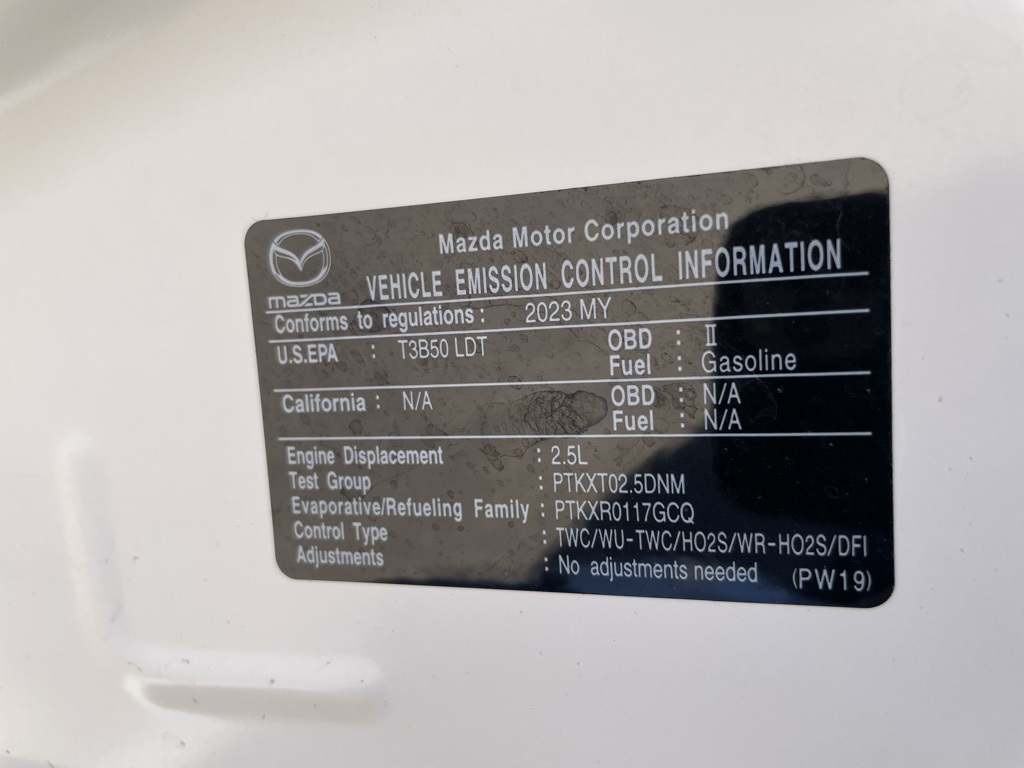 Mazda Motor Corporation
mazda VEHICLE EMISSION CONTROL INFORMATION
Conforms to regulations : 2023 MY
U.S.EPA : T3B50 LDT OBD : II
Fuel : Gasoline
California : N/A OBD : N/A
Fuel : N/A
Engine Displacement : 2.5L
Test Group : PTKXT02.5DNM
Evaporative/Refueling Family : PTKXR0117GCQ
Control Type : TWC/WU-TWC/HO2S/WR-HO2S/DFI
Adjustments : No adjustments needed (PW19)